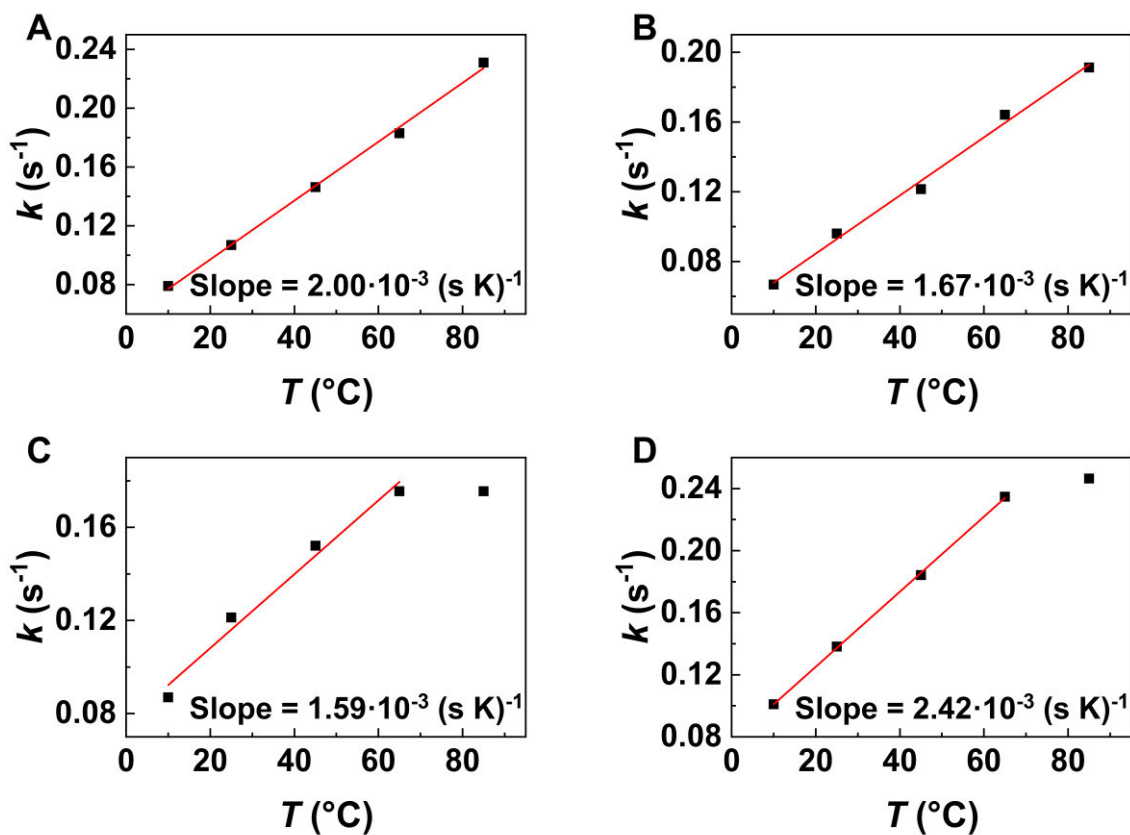 A
0.24
0.20
0.16
0.12
0.08
k (s-1)
Slope = 2.00·10-3 (s K)-1
0 20 40 60 80
T (°C)
B
0.20
0.16
0.12
0.08
k (s-1)
Slope = 1.67·10-3 (s K)-1
0 20 40 60 80
T (°C)
C
0.16
0.12
0.08
k (s-1)
Slope = 1.59·10-3 (s K)-1
0 20 40 60 80
T (°C)
D
0.24
0.20
0.16
0.12
0.08
k (s-1)
Slope = 2.42·10-3 (s K)-1
0 20 40 60 80
T (°C)